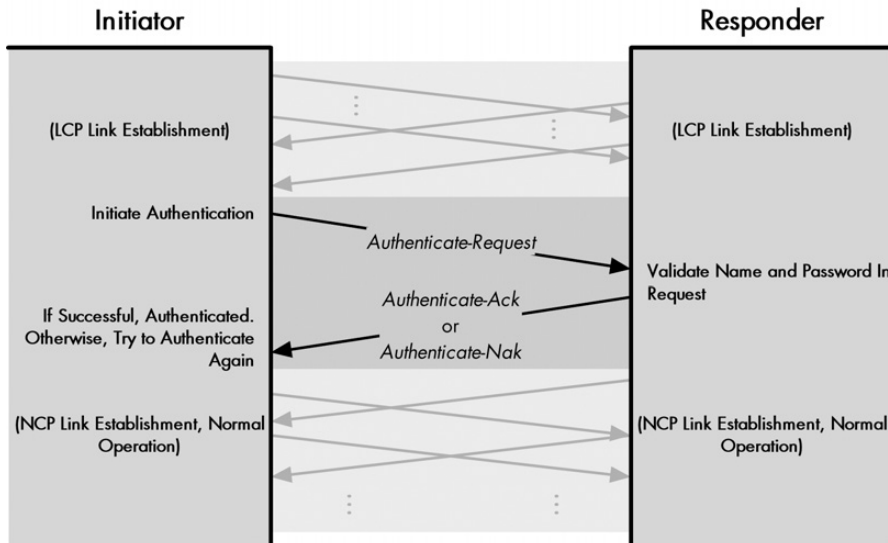 Initiator
Responder
(LCP Link Establishment)
(LCP Link Establishment)
Initiate Authentication
Authenticate-Request
Validate Name and Password In
Request
If Successful, Authenticated.
Otherwise, Try to Authenticate
Again
Authenticate-Ack
or
Authenticate-Nak
(NCP Link Establishment, Normal
Operation)
(NCP Link Establishment, Normal
Operation)